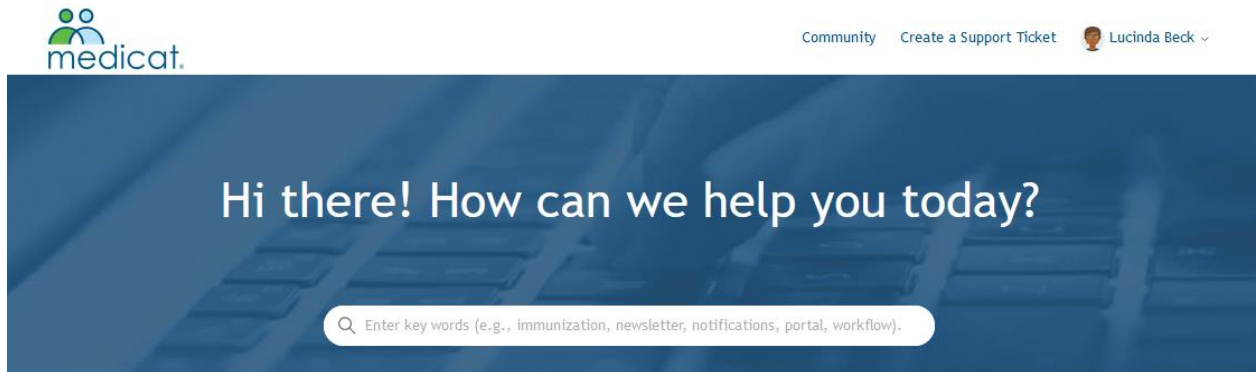 medicat.
Community Create a Support Ticket Lucinda Beck
Hi there! How can we help you today?
Enter key words (e.g., immunization, newsletter, notifications, portal, workflow).